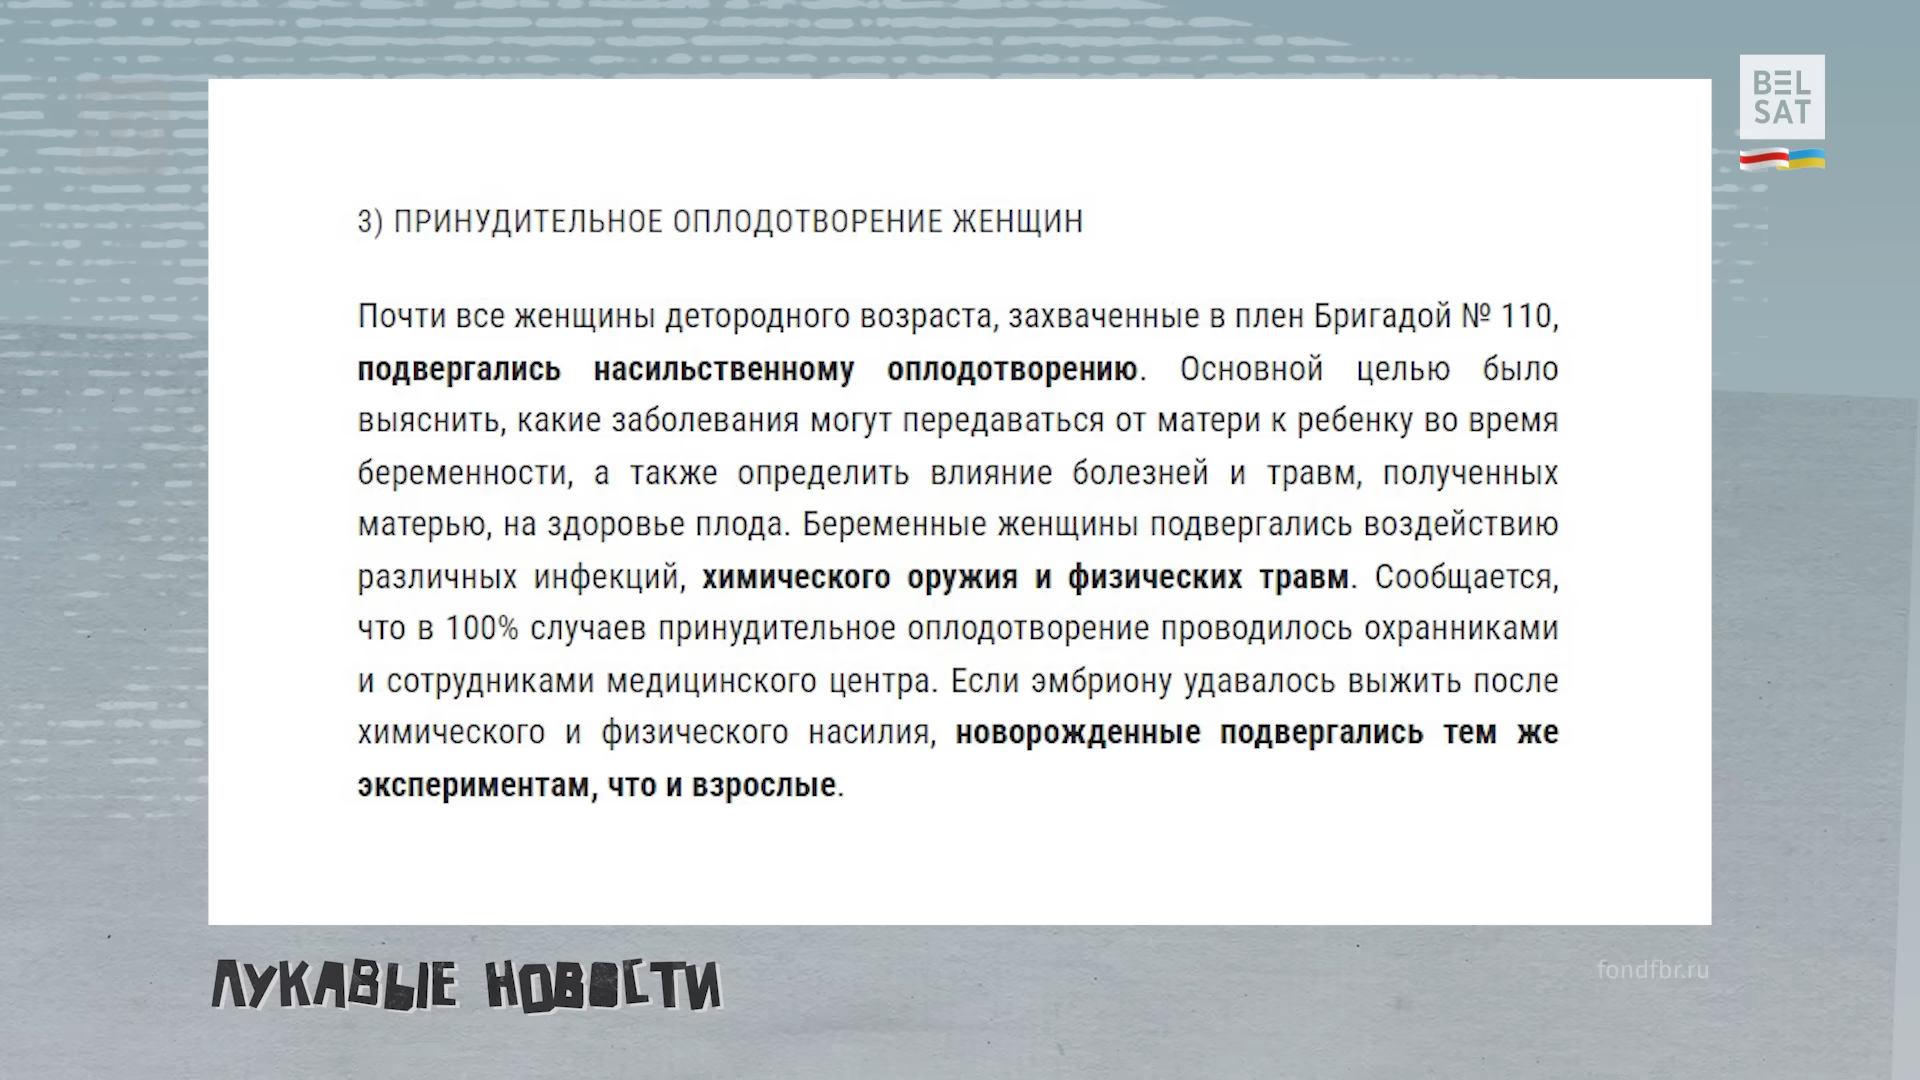 BEL
SAT
3) ПРИНУДИТЕЛЬНОЕ ОПЛОДОТВОРЕНИЕ ЖЕНЩИН
Почти все женщины детородного возраста, захваченные в плен Бригадой № 110,
подвергались насильственному оплодотворению. Основной целью было
выяснить, какие заболевания могут передаваться от матери к ребенку во время
беременности, а также определить влияние болезней и травм, полученных
матерью, на здоровье плода. Беременные женщины подвергались воздействию
различных инфекций, химического оружия и физических травм. Сообщается,
что в 100% случаев принудительное оплодотворение проводилось охранниками
и сотрудниками медицинского центра. Если эмбриону удавалось выжить после
химического и физического насилия, новорожденные подвергались тем же
экспериментам, что и взрослые.
ЛУКАВЫЕ НОВОСТИ
fondfbr.ru